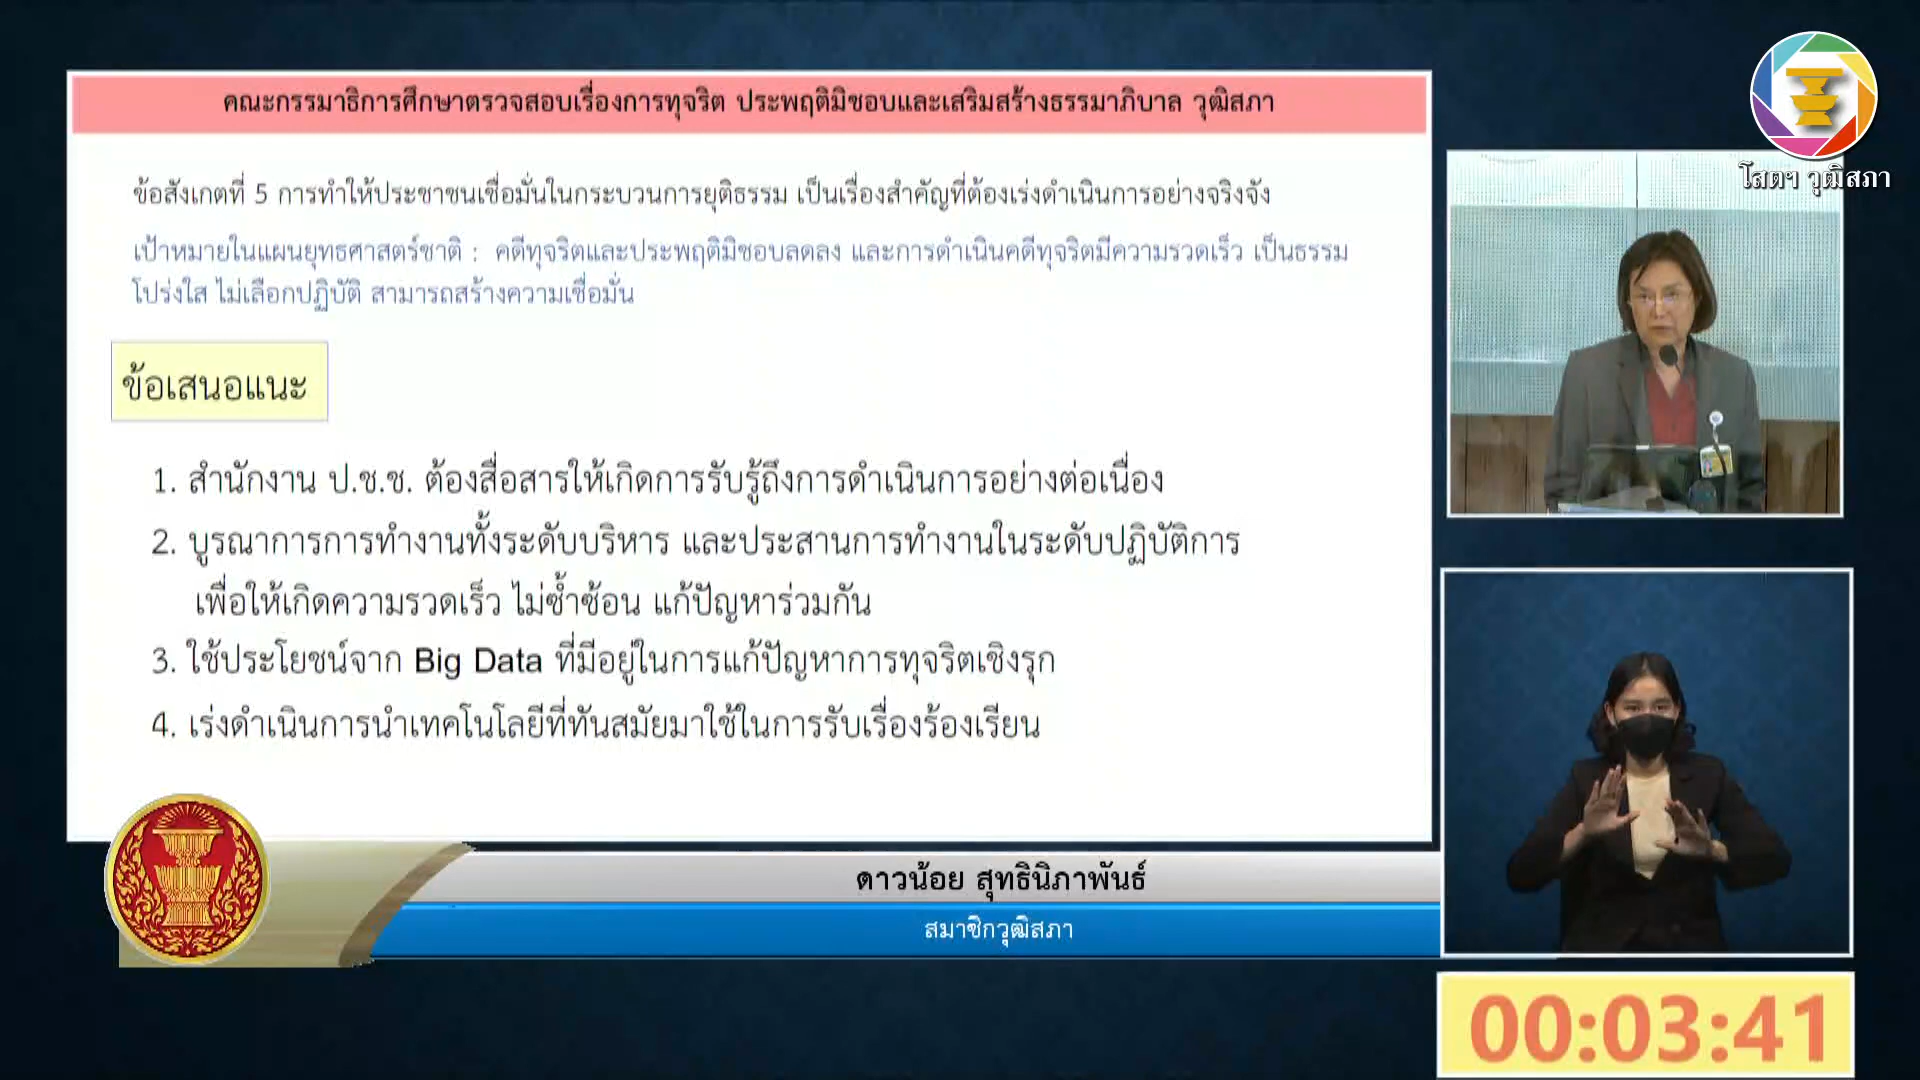 คณะกรรมาธิการศึกษาตรวจสอบเรื่องการทุจริต ประพฤติมิชอบและเสริมสร้างธรรมาภิบาล วุฒิสภา
โสตฯ วุฒิสภา
ข้อสังเกตที่ 5 การทำให้ประชาชนเชื่อมั่นในกระบวนการยุติธรรม เป็นเรื่องสำคัญที่ต้องเร่งดำเนินการอย่างจริงจัง
เป้าหมายในแผนยุทธศาสตร์ชาติ : คดีทุจริตและประพฤติมิชอบลดลง และการดำเนินคดีทุจริตมีความรวดเร็ว เป็นธรรม
โปร่งใส ไม่เลือกปฏิบัติ สามารถสร้างความเชื่อมั่น
ข้อเสนอแนะ
1. สำนักงาน ป.ช.ช. ต้องสื่อสารให้เกิดการรับรู้ถึงการดำเนินการอย่างต่อเนื่อง
2. บูรณาการการทำงานทั้งระดับบริหาร และประสานการทำงานในระดับปฏิบัติการ
เพื่อให้เกิดความรวดเร็ว ไม่ซ้ำซ้อน แก้ปัญหาร่วมกัน
3. ใช้ประโยชน์จาก Big Data ที่มีอยู่ในการแก้ปัญหาการทุจริตเชิงรุก
4. เร่งดำเนินการนำเทคโนโลยีที่ทันสมัยมาใช้ในการรับเรื่องร้องเรียน
ดาวน้อย สุทธินิภาพันธ์
สมาชิกวุฒิสภา
00:03:41